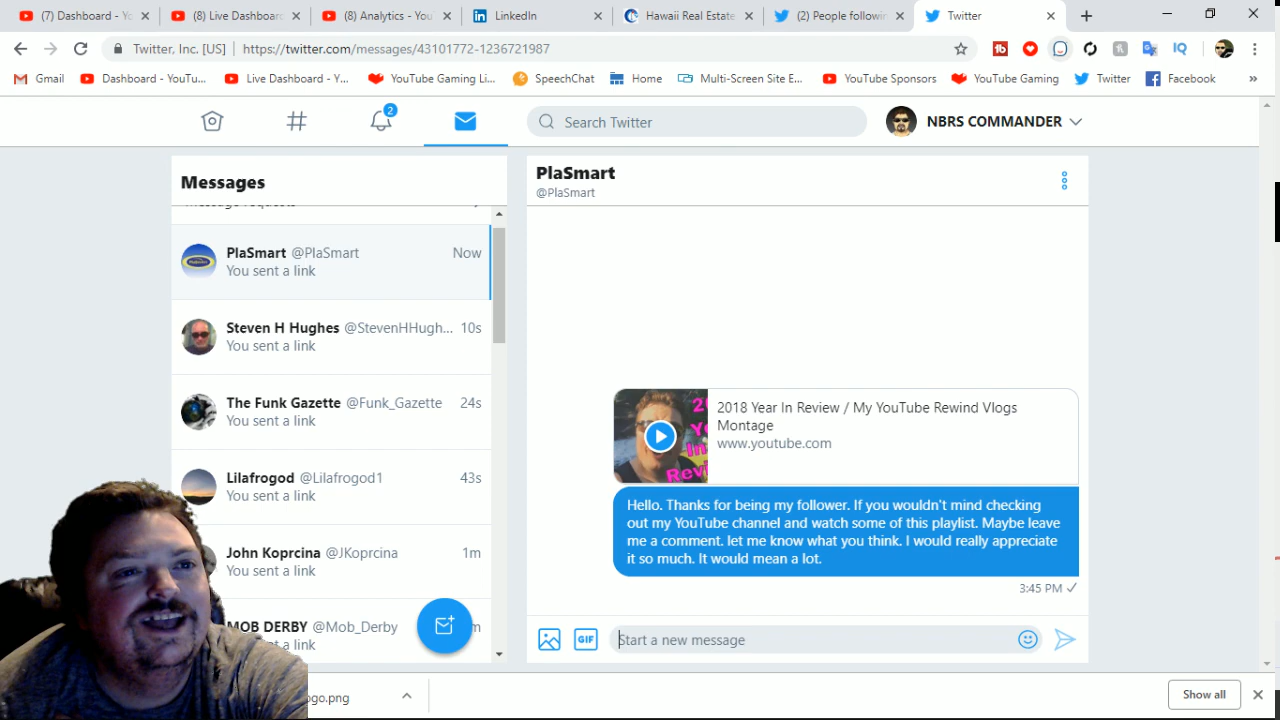 (7) Dashboard - Yo
(8) Live Dashboard
(8) Analytics - You
LinkedIn
Hawaii Real Estate
(2) People followin
Twitter
Twitter, Inc. [US]
https://twitter.com/messages/43101772-1236721987
Gmail
Dashboard - YouTu...
Live Dashboard - Y...
YouTube Gaming Li...
SpeechChat
Home
Multi-Screen Site E...
YouTube Sponsors
YouTube Gaming
Twitter
Facebook
2
Search Twitter
NBRS COMMANDER
Messages
PlaSmart @PlaSmart Now
You sent a link
Steven H Hughes @StevenHHugh... 10s
You sent a link
The Funk Gazette @Funk_Gazette 24s
You sent a link
Lilafrogod @Lilafrogod1 43s
You sent a link
John Koprcina @JKoprcina 1m
You sent a link
MOB DERBY @Mob_Derby
a link
PlaSmart
@PlaSmart
2018 Year In Review / My YouTube Rewind Vlogs
Montage
www.youtube.com
Hello. Thanks for being my follower. If you wouldn't mind checking
out my YouTube channel and watch some of this playlist. Maybe leave
me a comment. let me know what you think. I would really appreciate
it so much. It would mean a lot.
3:45 PM
GIF
Start a new message
ogo.png
Show all